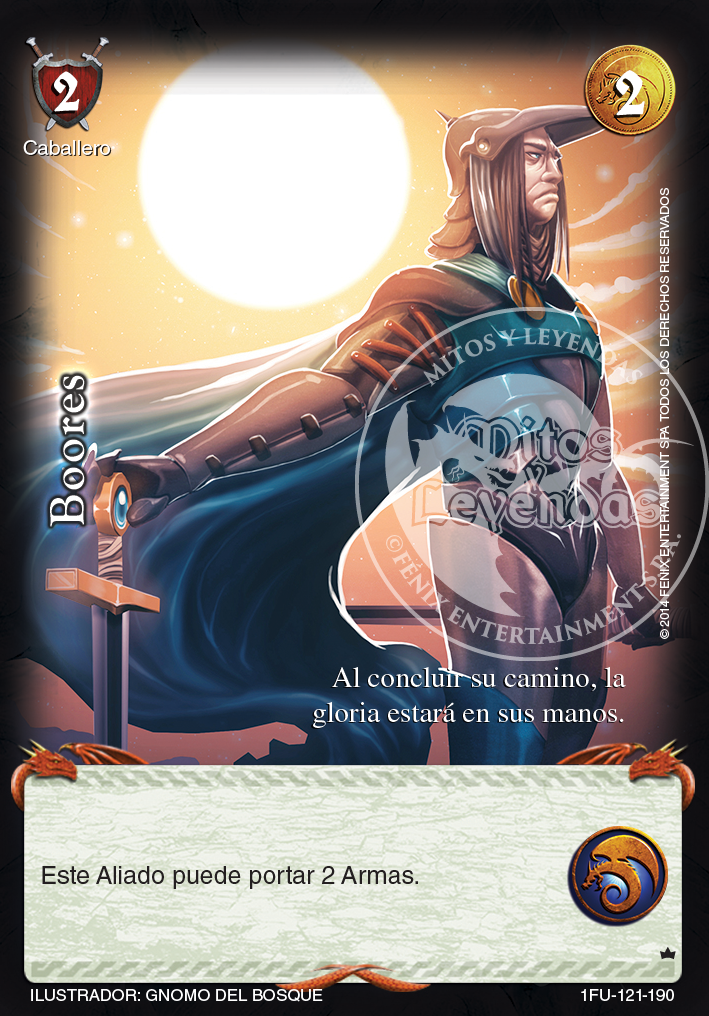 2
2
Caballero
Boores
MITOS Y LEYENDAS
Mitos
y
Leyendas
© FÉNIX ENTERTAINMENT SPA.
© 2014 FENIX ENTERTAINMENT SPA TODOS LOS DERECHOS RESERVADOS
Al concluir su camino, la
gloria estará en sus manos.
Este Aliado puede portar 2 Armas.
ILUSTRADOR: GNOMO DEL BOSQUE
1FU-121-190